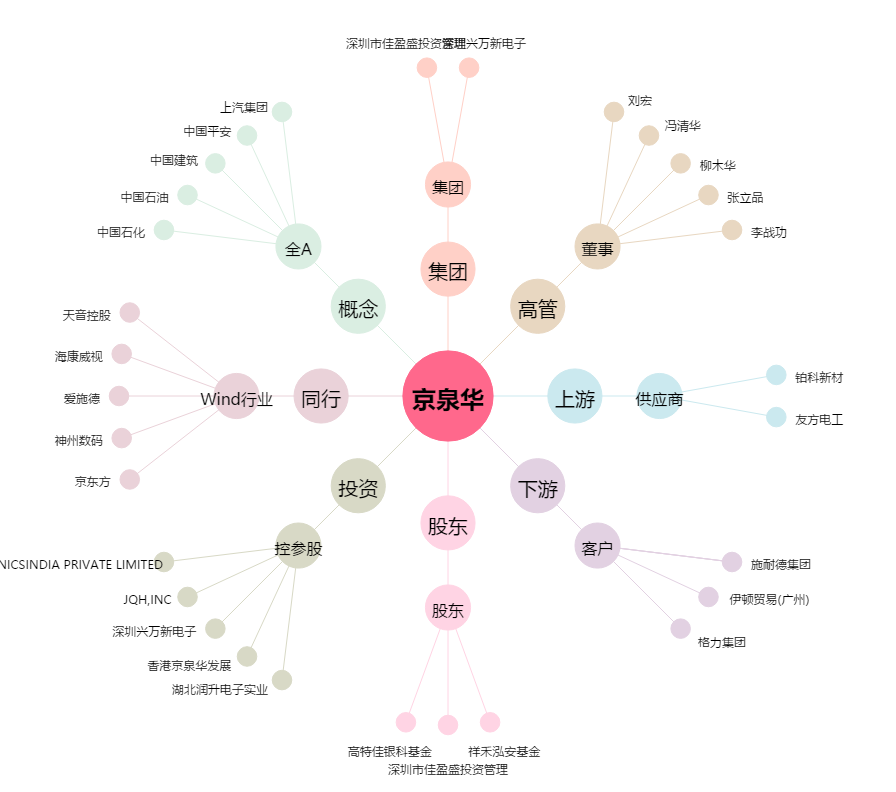 深圳市佳盈盛投资管理
深圳兴万新电子
集团
集团
刘宏
冯清华
柳木华
张立品
李战功
董事
高管
上汽集团
中国平安
中国建筑
中国石油
中国石化
全A
概念
天音控股
海康威视
爱施德
神州数码
京东方
Wind行业
同行
京泉华
上游
供应商
铂科新材
友方电工
投资
控参股
NICSINDIA PRIVATE LIMITED
JQH,INC
深圳兴万新电子
香港京泉华发展
湖北润升电子实业
股东
股东
高特佳银科基金
祥禾泓安基金
深圳市佳盈盛投资管理
下游
客户
施耐德集团
伊顿贸易(广州)
格力集团